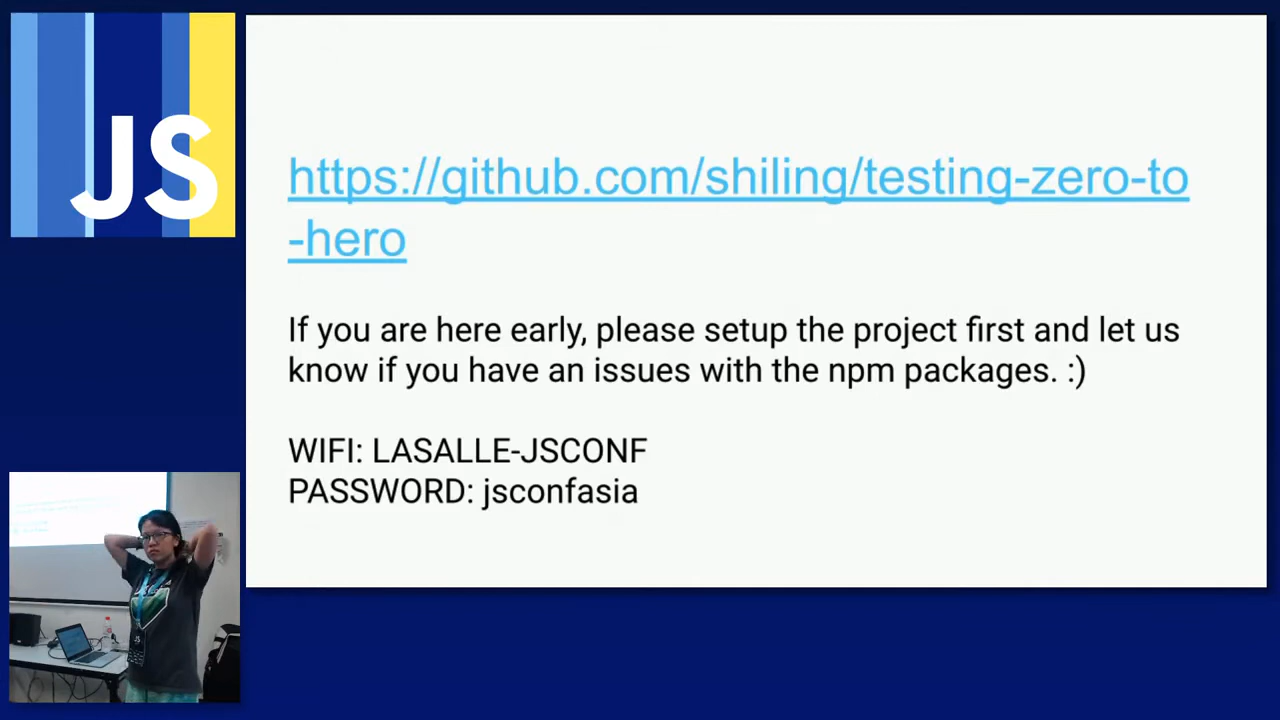 JS
https://github.com/shiling/testing-zero-to
-hero
If you are here early, please setup the project first and let us
know if you have an issues with the npm packages. :)
WIFI: LASALLE-JSCONF
PASSWORD: jsconfasia